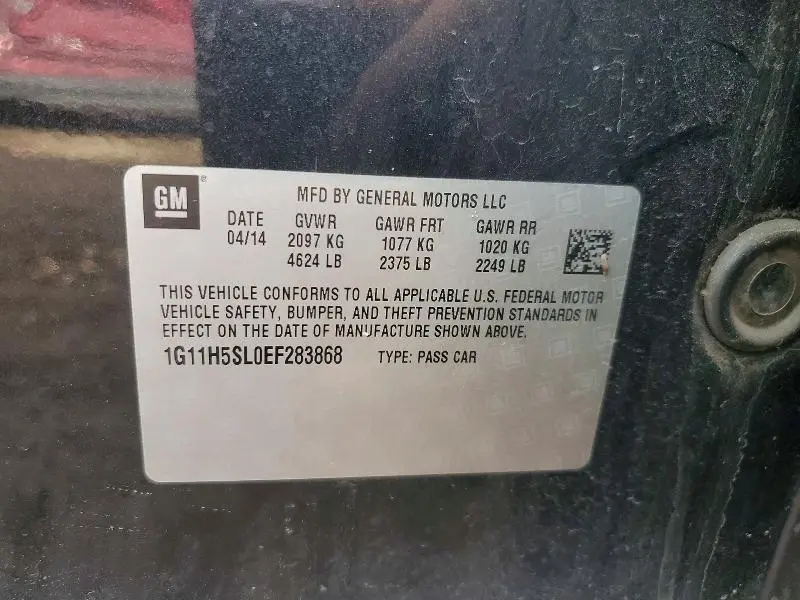 GM
MFD BY GENERAL MOTORS LLC
DATE GVWR GAWR FRT GAWR RR
04/14 2097 KG 1077 KG 1020 KG
4624 LB 2375 LB 2249 LB
THIS VEHICLE CONFORMS TO ALL APPLICABLE U.S. FEDERAL MOTOR
VEHICLE SAFETY, BUMPER, AND THEFT PREVENTION STANDARDS IN
EFFECT ON THE DATE OF MANUFACTURE SHOWN ABOVE.
1G11H5SL0EF283868 TYPE: PASS CAR